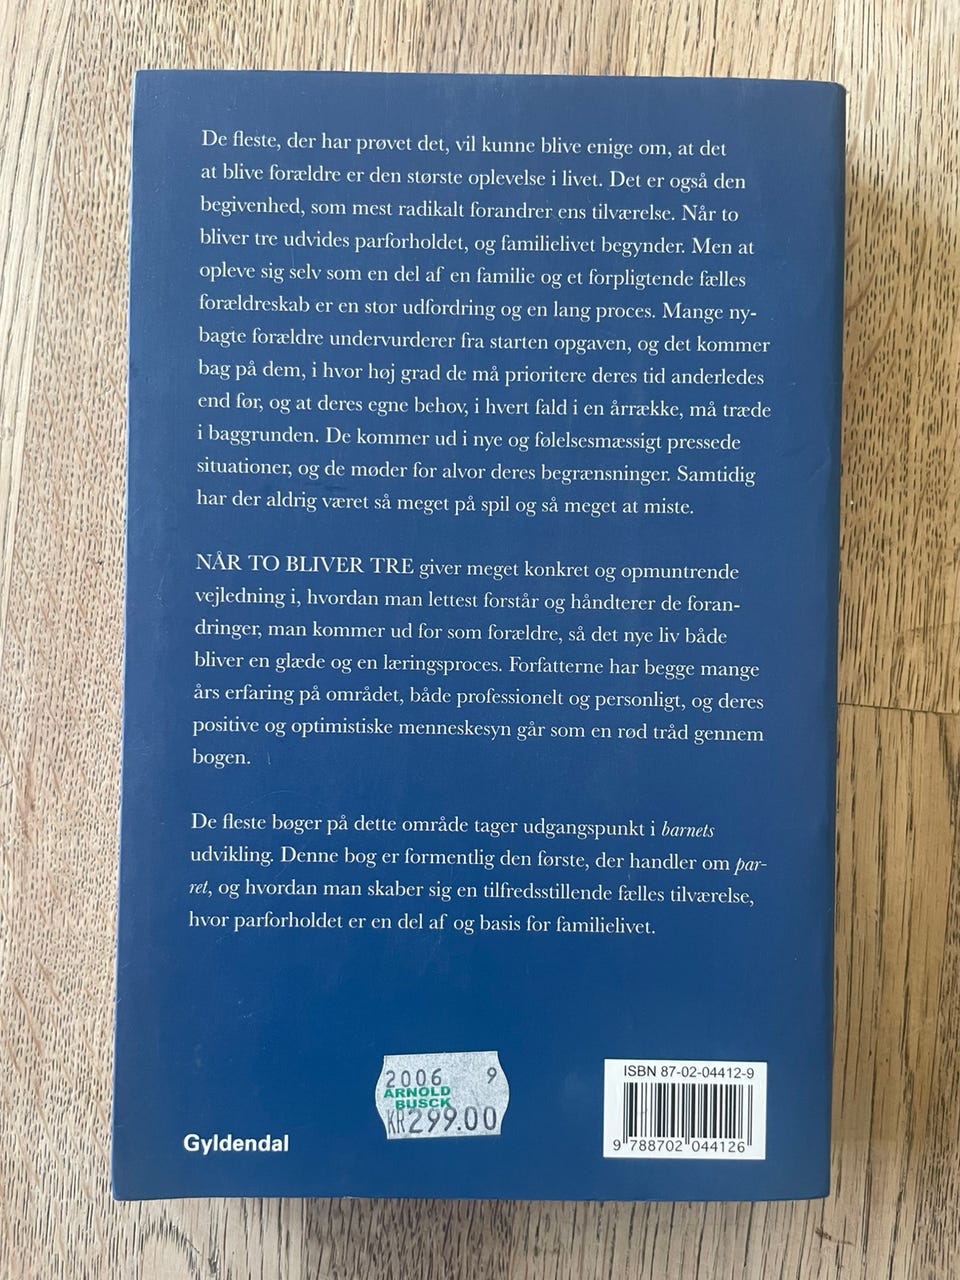 De fleste, der har prøvet det, vil kunne blive enige om, at det
at blive forældre er den største oplevelse i livet. Det er også den
begivenhed, som mest radikalt forandrer ens tilværelse. Når to
bliver tre udvides parforholdet, og familielivet begynder. Men at
opleve sig selv som en del af en familie og et forpligtende fælles
forældreskab er en stor udfordring og en lang proces. Mange ny-
bagte forældre undervurderer fra starten opgaven, og det kommer
bag på dem, i hvor høj grad de må prioritere deres tid anderledes
end før, og at deres egne behov, i hvert fald i en årrække, må træde
i baggrunden. De kommer ud i nye og følelsesmæssigt pressede
situationer, og de møder for alvor deres begrænsninger. Samtidig
har der aldrig været så meget på spil og så meget at miste.
NÅR TO BLIVER TRE giver meget konkret og opmuntrende
vejledning i, hvordan man lettest forstår og håndterer de foran-
dringer, man kommer ud for som forældre, så det nye liv både
bliver en glæde og en læringsproces. Forfatterne har begge mange
års erfaring på området, både professionelt og personligt, og deres
positive og optimistiske menneskesyn går som en rød tråd gennem
bogen.
De fleste bøger på dette område tager udgangspunkt i barnets
udvikling. Denne bog er formentlig den første, der handler om par-
ret, og hvordan man skaber sig en tilfredsstillende fælles tilværelse,
hvor parforholdet er en del af og basis for familielivet.
2006 9
ARNOLD
BUSCK
KR299.00
Gyldendal
ISBN 87-02-04412-9
9 788702 044126